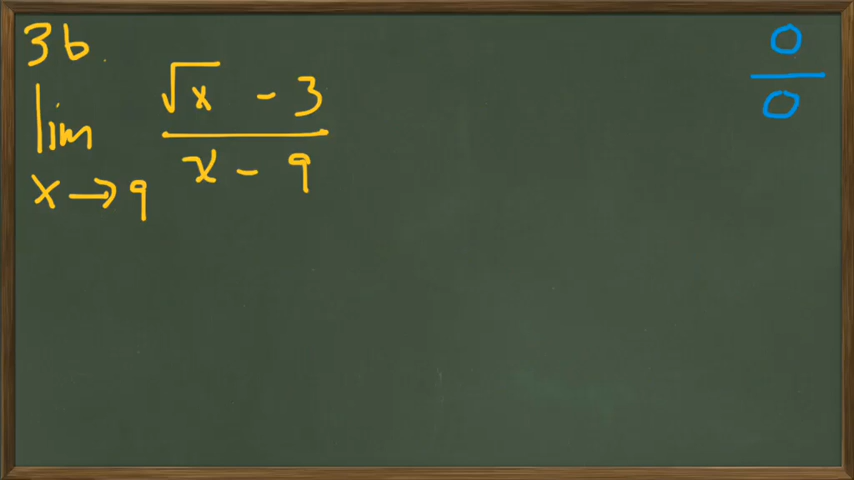 3b.
lim √x - 3 / x - 9
x → 9
0/0